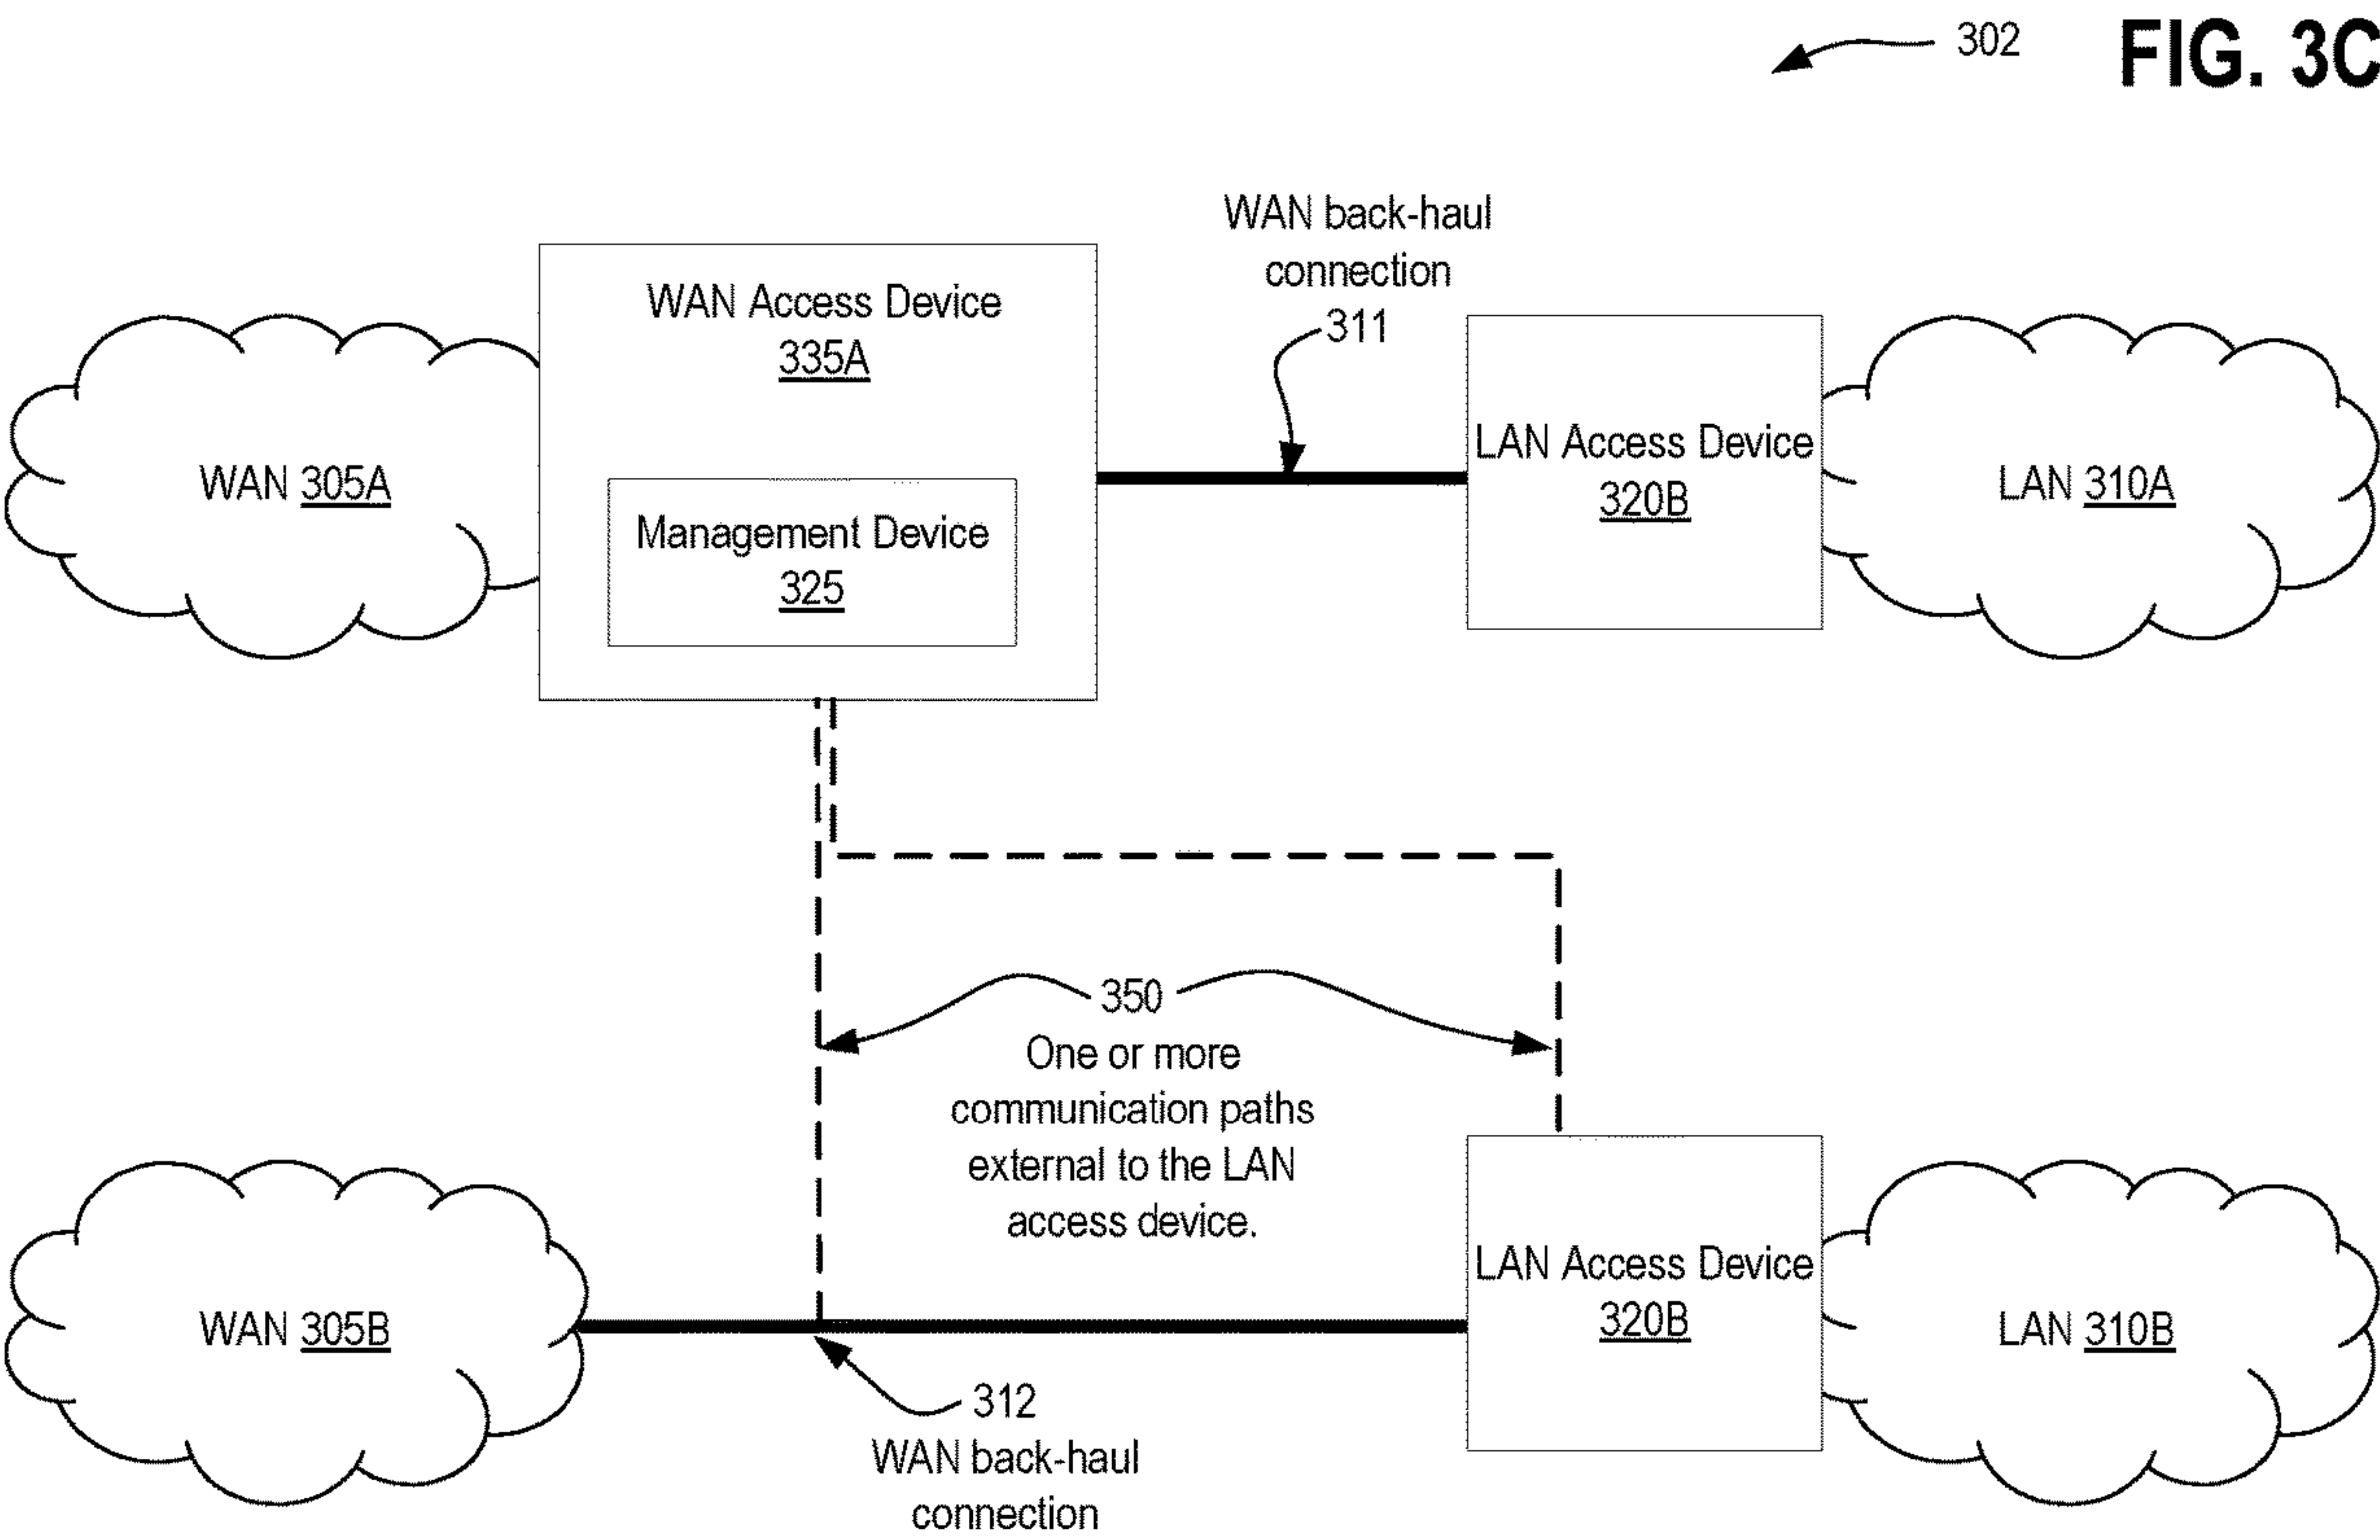 302
FIG. 3C
WAN back-haul
connection
311
WAN Access Device
335A
LAN Access Device
320B
WAN 305A
LAN 310A
Management Device
325
350
One or more
communication paths
external to the LAN
access device.
LAN Access Device
320B
WAN 305B
LAN 310B
312
WAN back-haul
connection